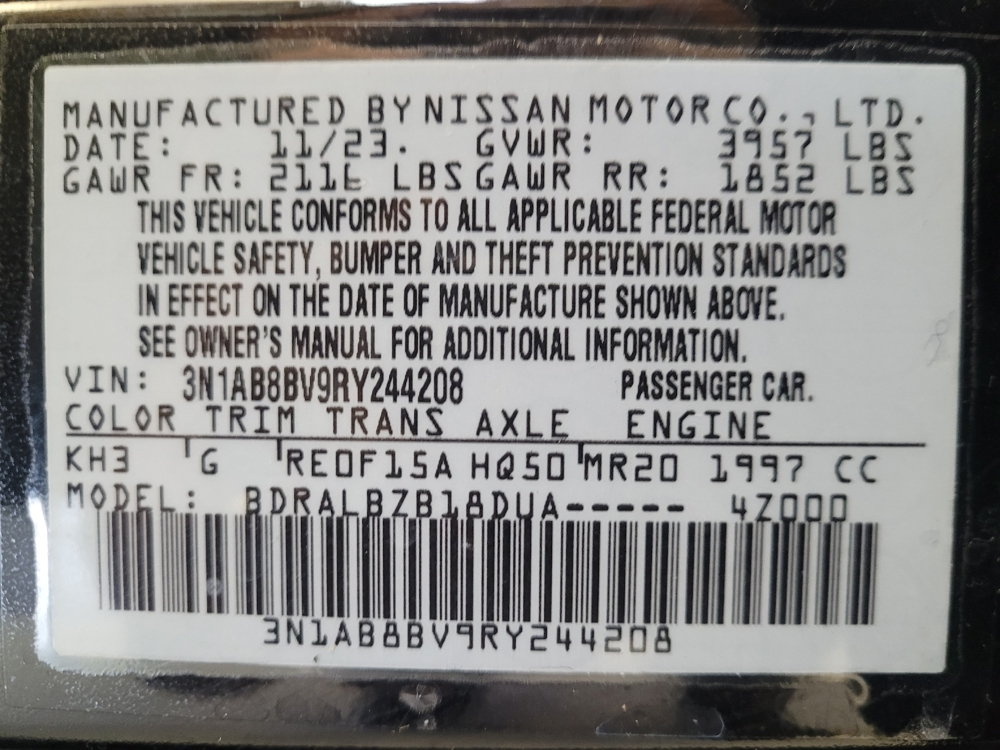 MANUFACTURED BY NISSAN MOTOR CO., LTD.
DATE: 11/23. GVWR: 3957 LBS
GAWR FR: LBS GAWR RR: 1852 LBS
THIS VEHICLE CONFORMS TO ALL APPLICABLE FEDERAL MOTOR
VEHICLE SAFETY, BUMPER AND THEFT PREVENTION STANDARDS
IN EFFECT ON THE DATE OF MANUFACTURE SHOWN ABOVE.
SEE OWNER'S MANUAL FOR ADDITIONAL INFORMATION.
VIN: 3N1AB8BV9RY244208 PASSENGER CAR.
COLOR TRIM TRANS AXLE ENGINE
KH3 G RE0F15A HQ50 MR20 1997 CC
MODEL: BDRALBZB18DUA----- 4Z000
3N1AB8BV9RY244208